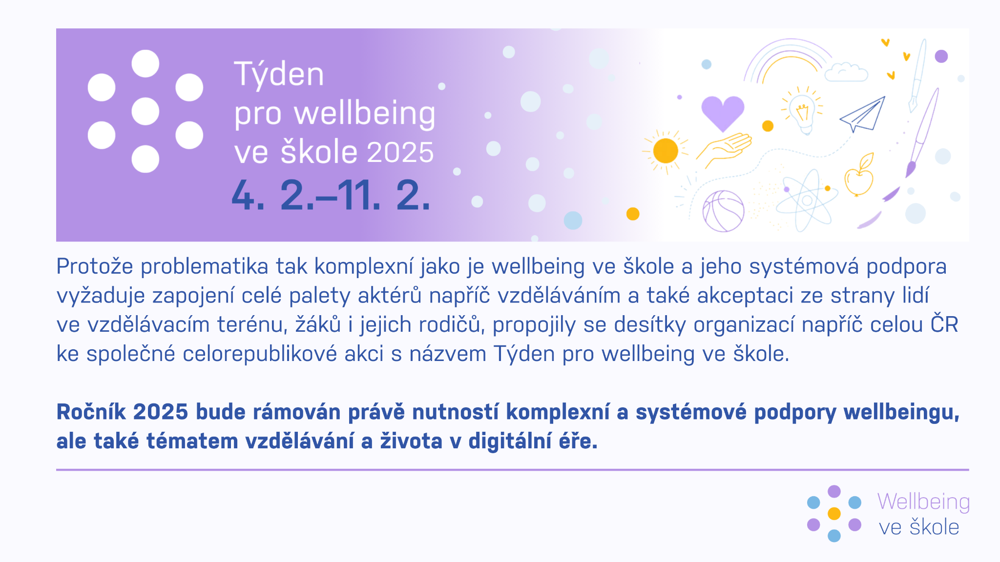 Týden
pro wellbeing
ve škole 2025
4. 2.–11. 2.
Protože problematika tak komplexní jako je wellbeing ve škole a jeho systémová podpora
vyžaduje zapojení celé palety aktérů napříč vzděláváním a také akceptaci ze strany lidí
ve vzdělávacím terénu, žáků i jejich rodičů, propojily se desítky organizací napříč celou ČR
ke společné celorepublikové akci s názvem Týden pro wellbeing ve škole.
Ročník 2025 bude rámován právě nutností komplexní a systémové podpory wellbeingu,
ale také tématem vzdělávání a života v digitální éře.
Wellbeing
ve škole